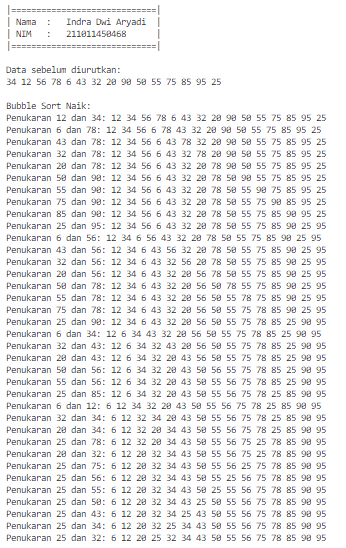 |=============================|
| Nama  :   Indra Dwi Aryadi  |
| NIM   :   211011450468      |
|=============================|
Data sebelum diurutkan:
34 12 56 78 6 43 32 20 90 50 55 75 85 95 25
Bubble Sort Naik:
Penukaran 12 dan 34: 12 34 56 78 6 43 32 20 90 50 55 75 85 95 25
Penukaran 6 dan 78: 12 34 56 6 78 43 32 20 90 50 55 75 85 95 25
Penukaran 43 dan 78: 12 34 56 6 43 78 32 20 90 50 55 75 85 95 25
Penukaran 32 dan 78: 12 34 56 6 43 32 78 20 90 50 55 75 85 95 25
Penukaran 20 dan 78: 12 34 56 6 43 32 20 78 90 50 55 75 85 95 25
Penukaran 50 dan 90: 12 34 56 6 43 32 20 78 50 90 55 75 85 95 25
Penukaran 55 dan 90: 12 34 56 6 43 32 20 78 50 55 90 75 85 95 25
Penukaran 75 dan 90: 12 34 56 6 43 32 20 78 50 55 75 90 85 95 25
Penukaran 85 dan 90: 12 34 56 6 43 32 20 78 50 55 75 85 90 95 25
Penukaran 25 dan 95: 12 34 56 6 43 32 20 78 50 55 75 85 90 25 95
Penukaran 6 dan 56: 12 34 6 56 43 32 20 78 50 55 75 85 90 25 95
Penukaran 43 dan 56: 12 34 6 43 56 32 20 78 50 55 75 85 90 25 95
Penukaran 32 dan 56: 12 34 6 43 32 56 20 78 50 55 75 85 90 25 95
Penukaran 20 dan 56: 12 34 6 43 32 20 56 78 50 55 75 85 90 25 95
Penukaran 50 dan 78: 12 34 6 43 32 20 56 50 78 55 75 85 90 25 95
Penukaran 55 dan 78: 12 34 6 43 32 20 56 50 55 78 75 85 90 25 95
Penukaran 75 dan 78: 12 34 6 43 32 20 56 50 55 75 78 85 90 25 95
Penukaran 25 dan 90: 12 34 6 43 32 20 56 50 55 75 78 85 25 90 95
Penukaran 6 dan 34: 12 6 34 43 32 20 56 50 55 75 78 85 25 90 95
Penukaran 32 dan 43: 12 6 34 32 43 20 56 50 55 75 78 85 25 90 95
Penukaran 20 dan 43: 12 6 34 32 20 43 56 50 55 75 78 85 25 90 95
Penukaran 50 dan 56: 12 6 34 32 20 43 50 56 55 75 78 85 25 90 95
Penukaran 55 dan 56: 12 6 34 32 20 43 50 55 56 75 78 85 25 90 95
Penukaran 25 dan 85: 12 6 34 32 20 43 50 55 56 75 78 25 85 90 95
Penukaran 6 dan 12: 6 12 34 32 20 43 50 55 56 75 78 25 85 90 95
Penukaran 32 dan 34: 6 12 32 34 20 43 50 55 56 75 78 25 85 90 95
Penukaran 20 dan 34: 6 12 32 20 34 43 50 55 56 75 78 25 85 90 95
Penukaran 25 dan 78: 6 12 32 20 34 43 50 55 56 75 25 78 85 90 95
Penukaran 20 dan 32: 6 12 20 32 34 43 50 55 56 75 25 78 85 90 95
Penukaran 25 dan 75: 6 12 20 32 34 43 50 55 56 25 75 78 85 90 95
Penukaran 25 dan 56: 6 12 20 32 34 43 50 55 25 56 75 78 85 90 95
Penukaran 25 dan 55: 6 12 20 32 34 43 50 25 55 56 75 78 85 90 95
Penukaran 25 dan 50: 6 12 20 32 34 43 25 50 55 56 75 78 85 90 95
Penukaran 25 dan 43: 6 12 20 32 34 25 43 50 55 56 75 78 85 90 95
Penukaran 25 dan 34: 6 12 20 32 25 34 43 50 55 56 75 78 85 90 95
Penukaran 25 dan 32: 6 12 20 25 32 34 43 50 55 56 75 78 85 90 95